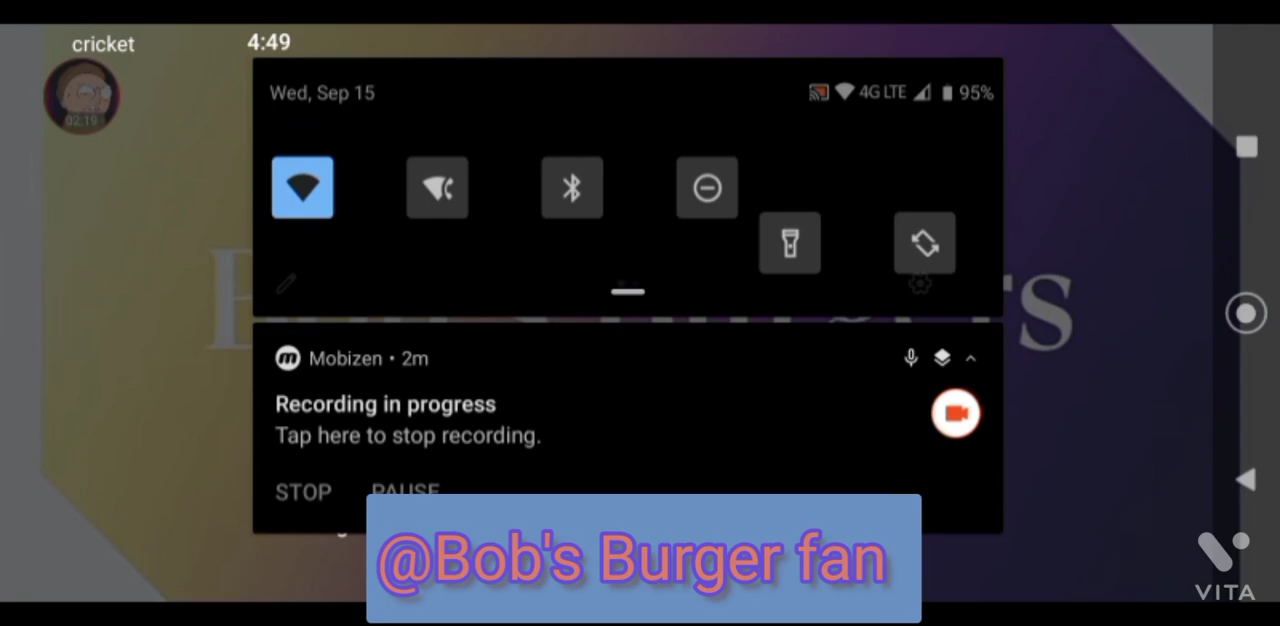 cricket
4:49
02:19
Wed, Sep 15
4G LTE
95%
m Mobizen • 2m
Recording in progress
Tap here to stop recording.
STOP PAUSE
@Bob's Burger fan
VITA